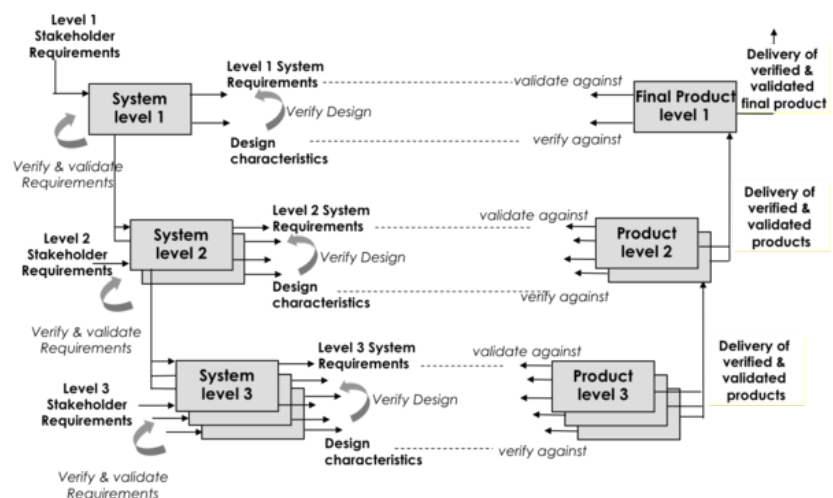 Level 1
Stakeholder
Requirements
System
level 1
Level 1 System
Requirements
Verify Design
Design
characteristics
Verify & validate
Requirements
validate against
verify against
Final Product
level 1
Delivery of
verified &
validated
final product
Level 2
Stakeholder
Requirements
System
level 2
Level 2 System
Requirements
Verify Design
Design
characteristics
Verify & validate
Requirements
validate against
verify against
Product
level 2
Delivery of
verified &
validated
products
Level 3
Stakeholder
Requirements
System
level 3
Level 3 System
Requirements
Verify Design
Design
characteristics
Verify & validate
Requirements
validate against
verify against
Product
level 3
Delivery of
verified &
validated
products